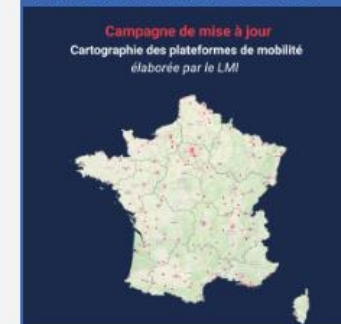 Campagne de mise à jour
Cartographie des plateformes de mobilité
élaborée par le LMI